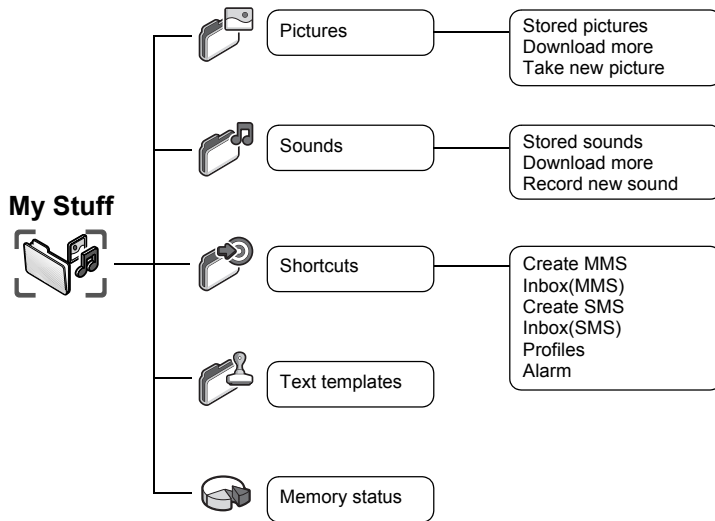 My Stuff
Pictures
Stored pictures
Download more
Take new picture
Sounds
Stored sounds
Download more
Record new sound
Shortcuts
Create MMS
Inbox(MMS)
Create SMS
Inbox(SMS)
Profiles
Alarm
Text templates
Memory status